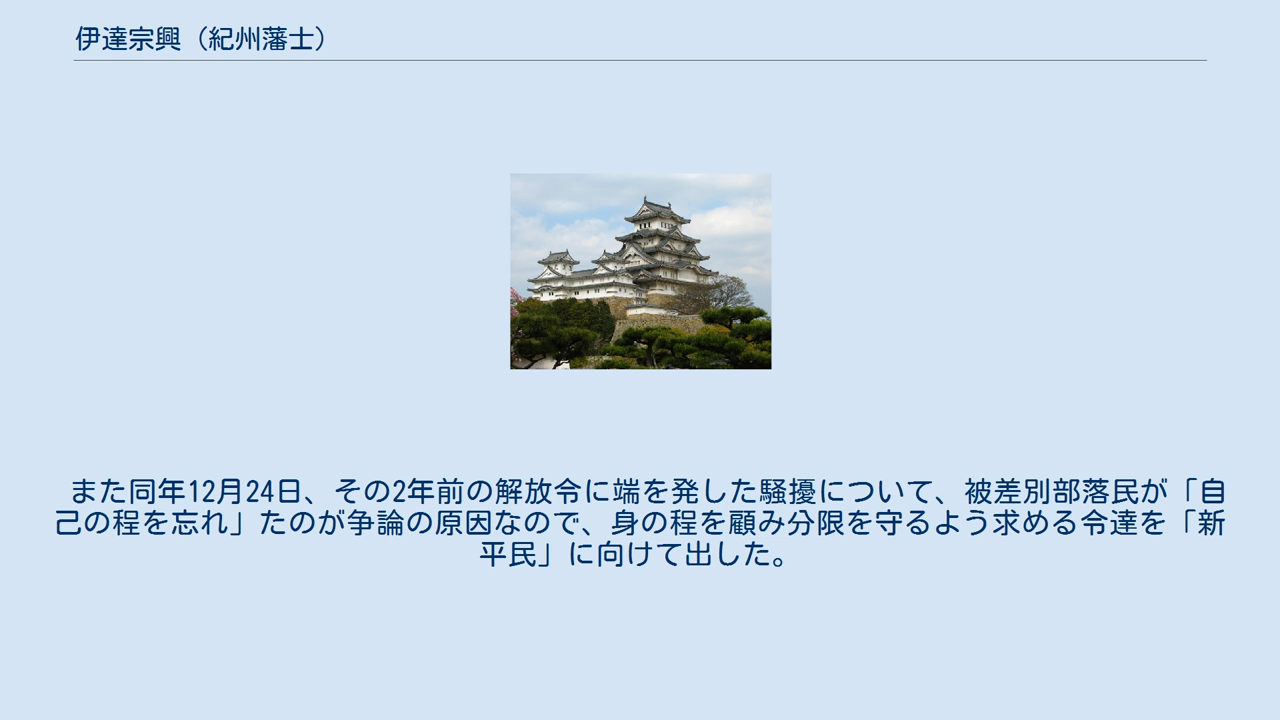 伊達宗興（紀州藩士）
また同年12月24日、その2年前の解放令に端を発した騒擾について、被差別部落民が「自
己の程を忘れ」たのが争論の原因なので、身の程を顧み分限を守るよう求める令達を「新
平民」に向けて出した。